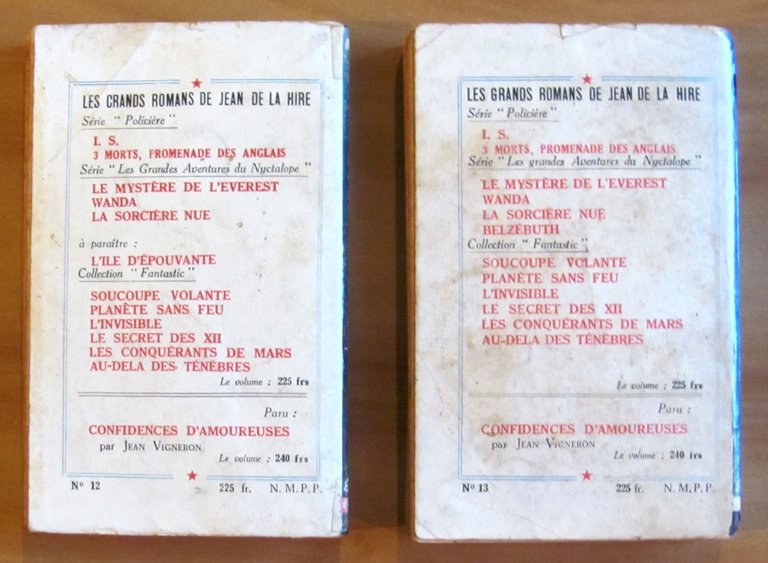 LES GRANDS ROMANS DE JEAN DE LA HIRE
Série " Policière "
I. S.
3 MORTS, PROMENADE DES ANGLAIS
Série " Les Grandes Aventures du Nyctalope "
LE MYSTÈRE DE L'EVEREST
WANDA
LA SORCIÈRE NUE
à paraître :
L'ILE D'ÉPOUVANTE
Collection " Fantastic "
SOUCOUPE VOLANTE
PLANÈTE SANS FEU
L'INVISIBLE
LE SECRET DES XII
LES CONQUÉRANTS DE MARS
AU-DELA DES TÉNÈBRES
Le volume : 225 frs
Paru :
CONFIDENCES D'AMOUREUSES
par JEAN VIGNERON
Le volume : 240 frs
N° 12 225 fr. N. M. P. P.
LES GRANDS ROMANS DE JEAN DE LA HIRE
Série " Policière "
I. S.
3 MORTS, PROMENADE DES ANGLAIS
Série " Les grandes Aventures du Nyctalope "
LE MYSTÈRE DE L'EVEREST
WANDA
LA SORCIÈRE NUE
BELZÉBUTH
Collection " Fantastic "
SOUCOUPE VOLANTE
PLANÈTE SANS FEU
L'INVISIBLE
LE SECRET DES XII
LES CONQUÉRANTS DE MARS
AU-DELA DES TÉNÈBRES
Le volume : 225 frs
Paru :
CONFIDENCES D'AMOUREUSES
par JEAN VIGNERON
Le volume : 240 frs
N° 13 225 fr. N. M. P. P.